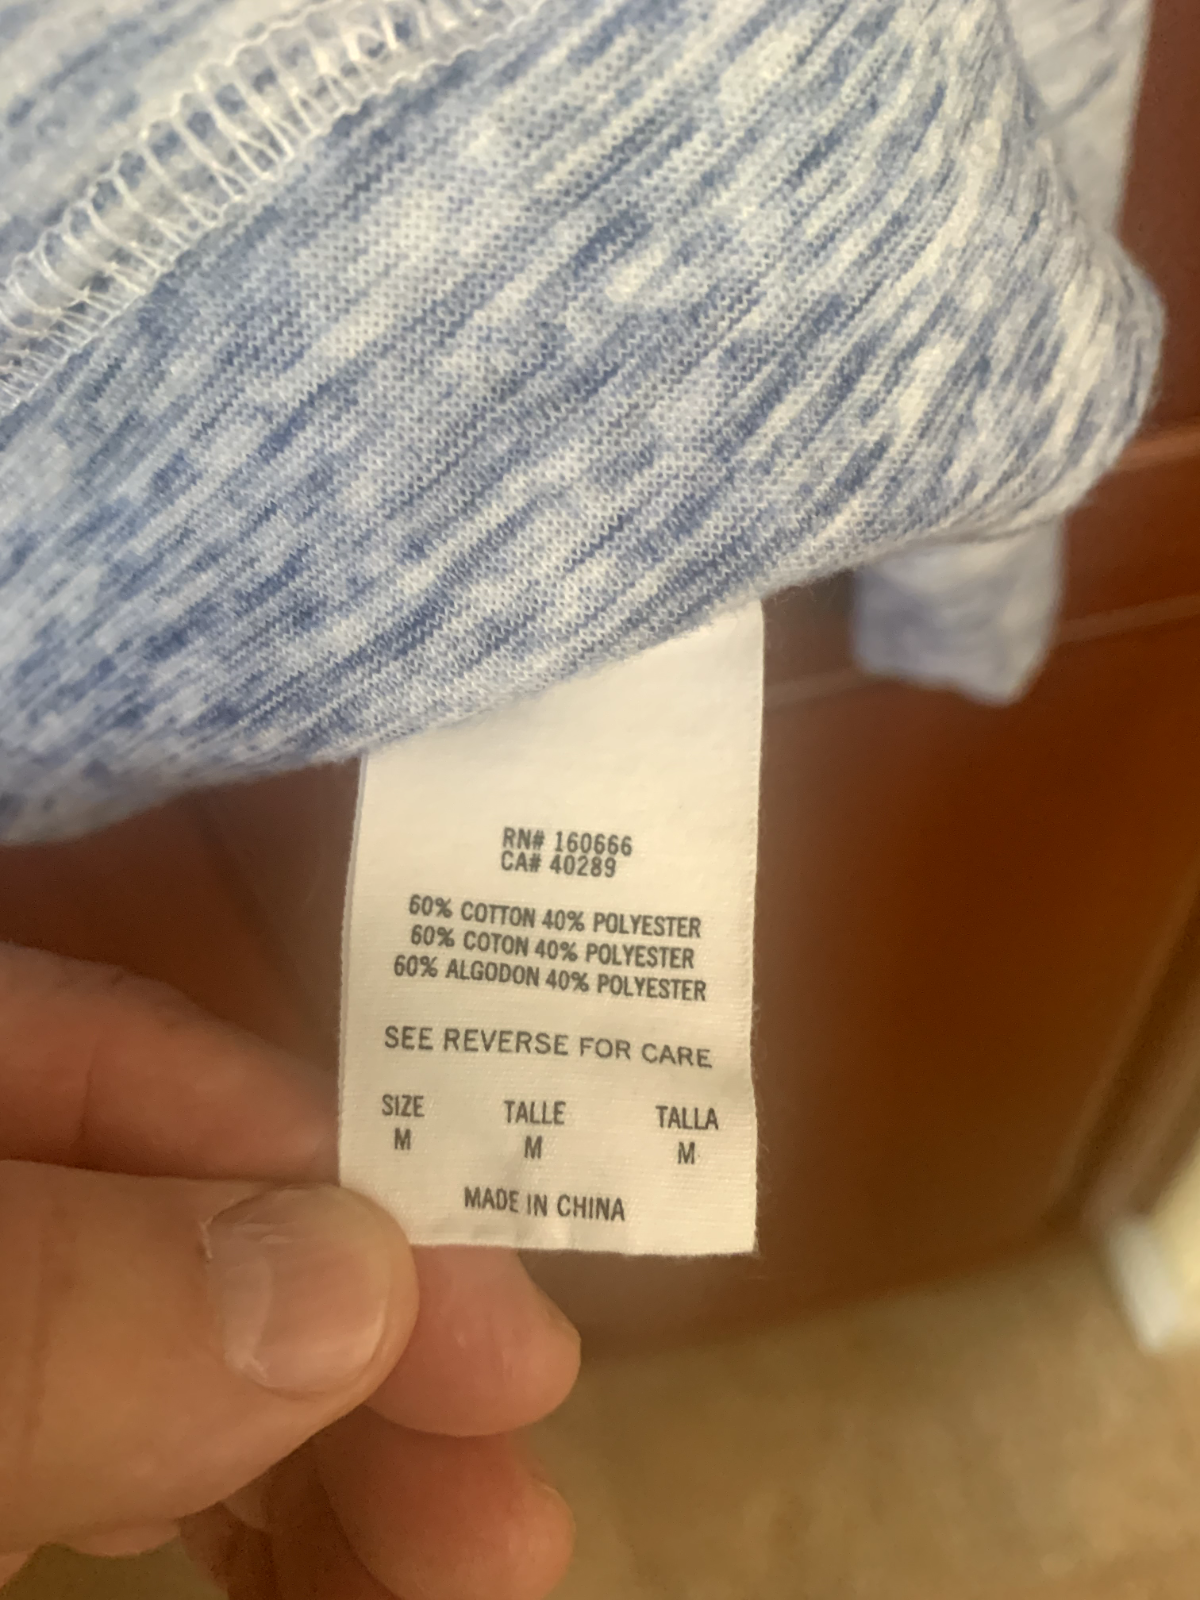 RN# 160666
CA# 40289
60% COTTON 40% POLYESTER
60% COTON 40% POLYESTER
60% ALGODON 40% POLYESTER
SEE REVERSE FOR CARE
SIZE TALLE TALLA
M M M
MADE IN CHINA